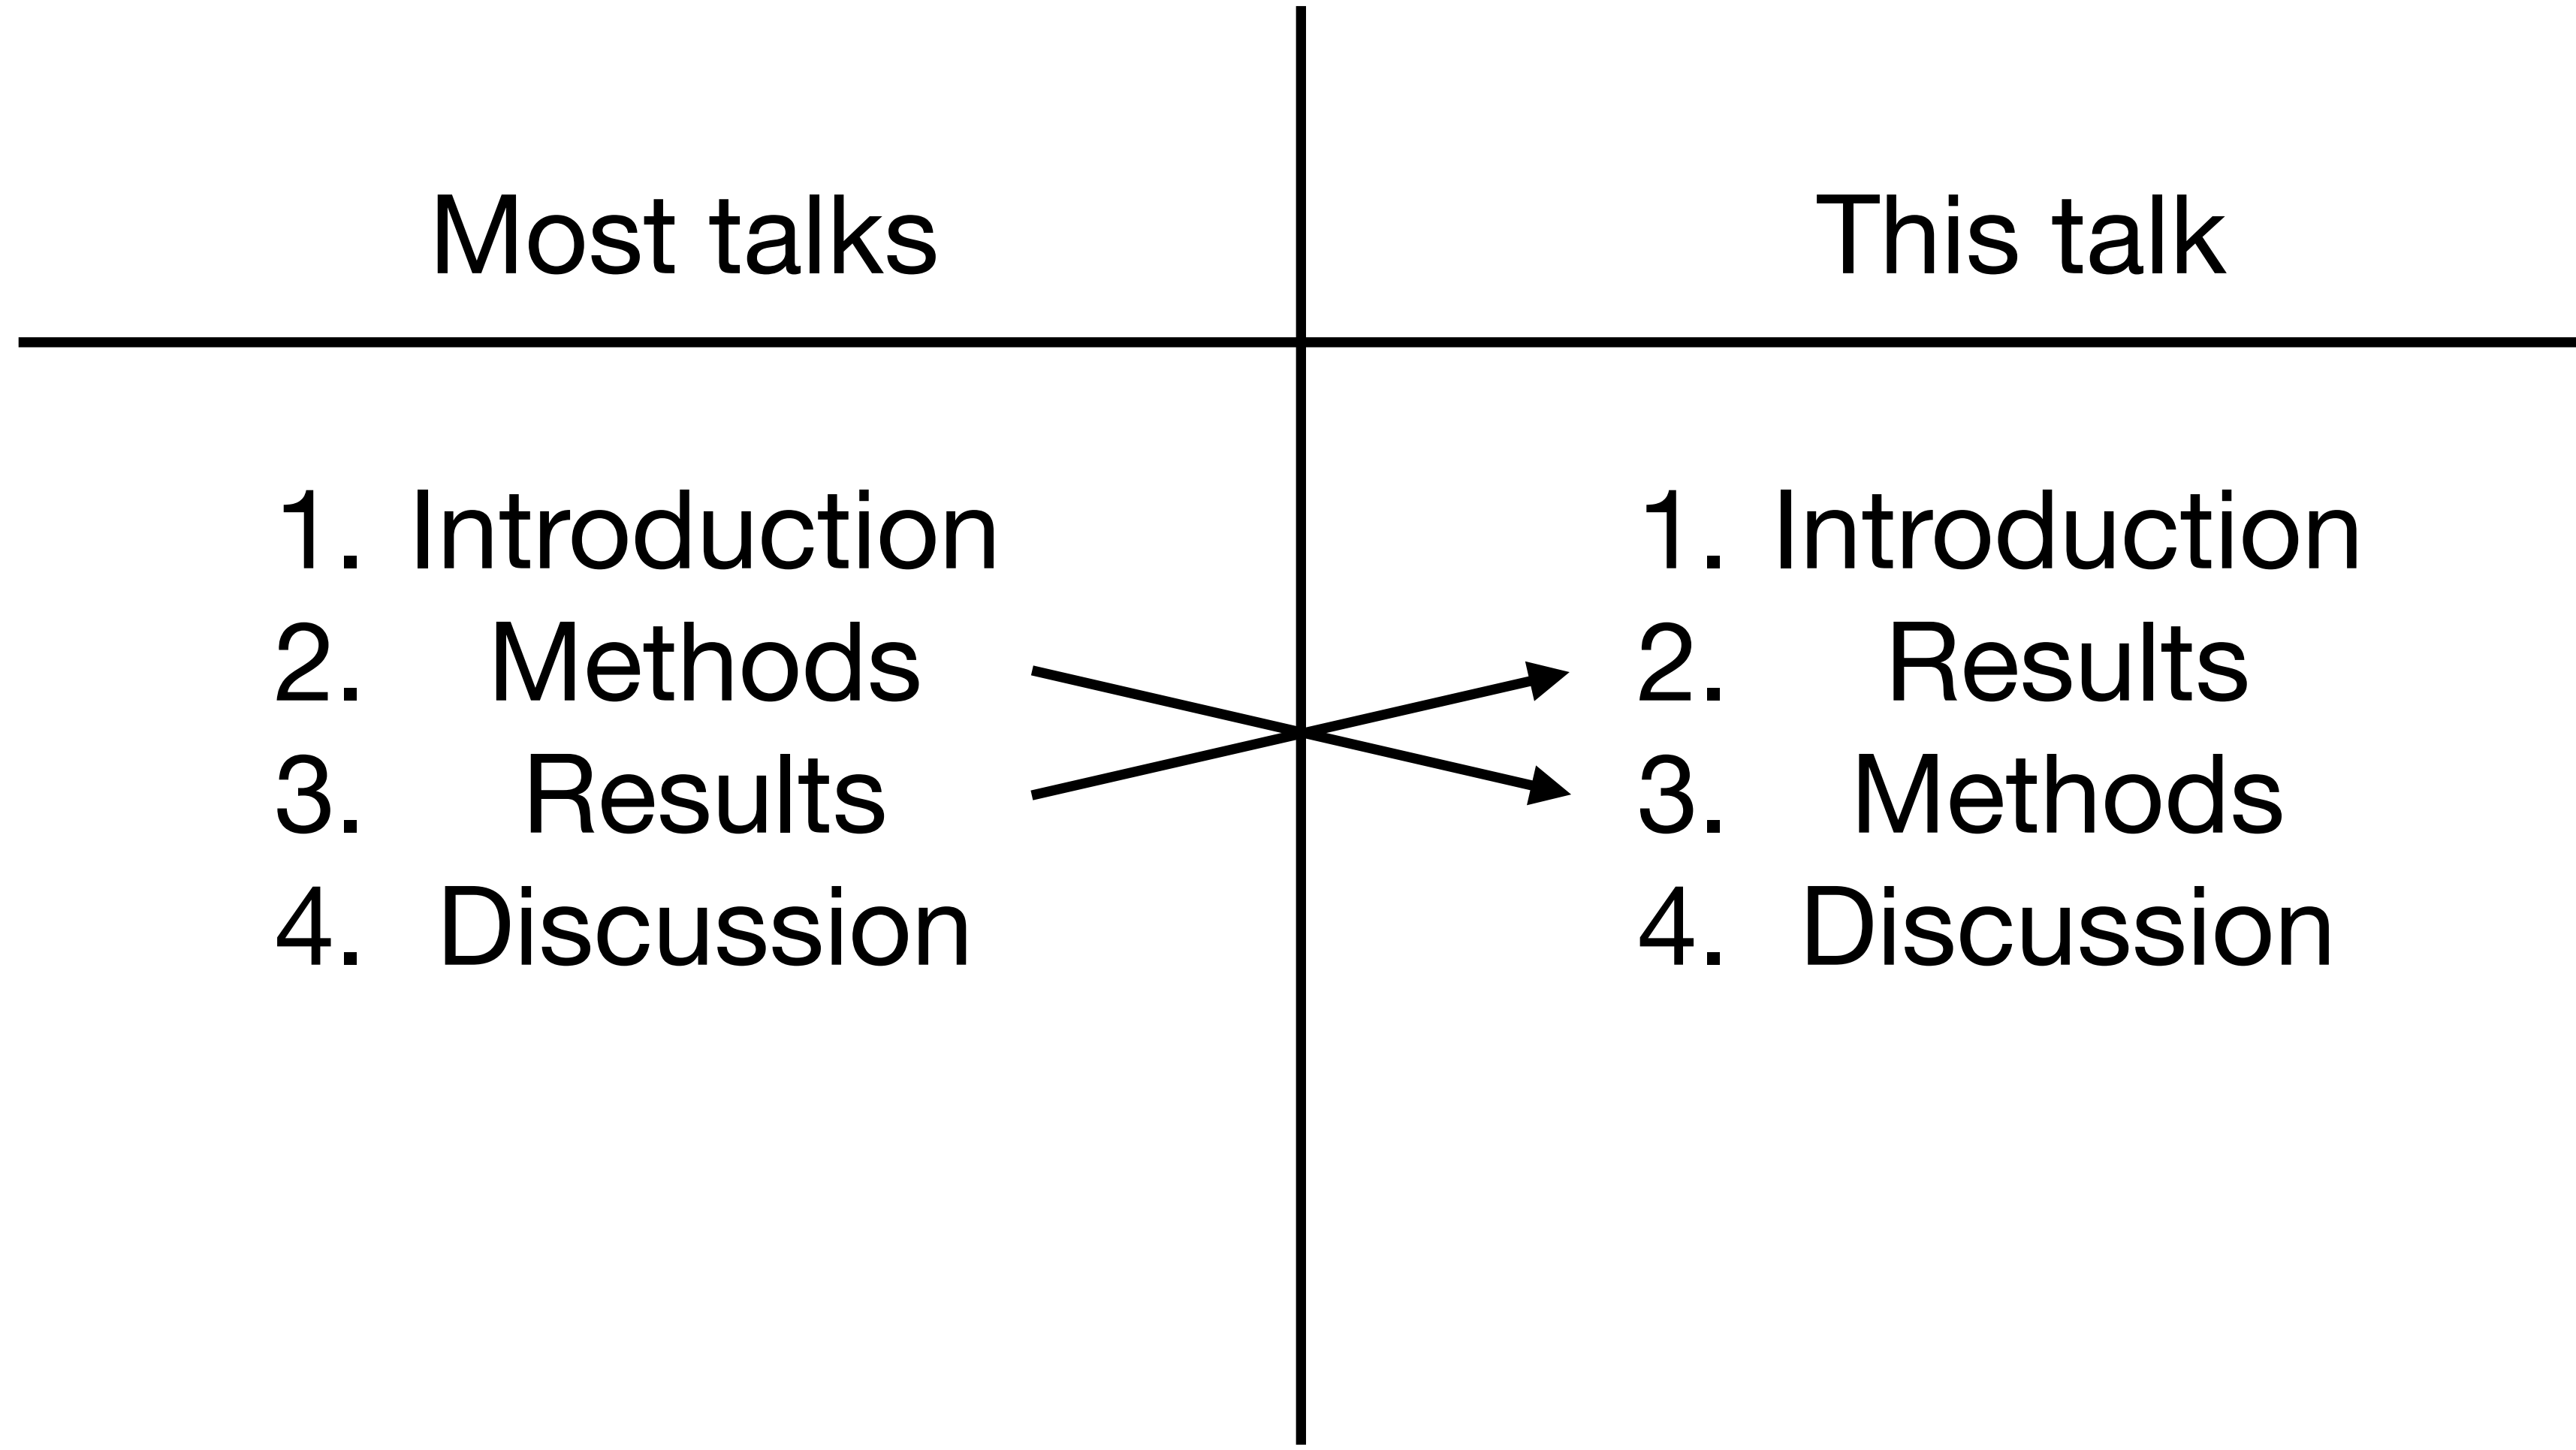 Most talks
This talk
1. Introduction
2. Methods
3. Results
4. Discussion
1. Introduction
2. Results
3. Methods
4. Discussion